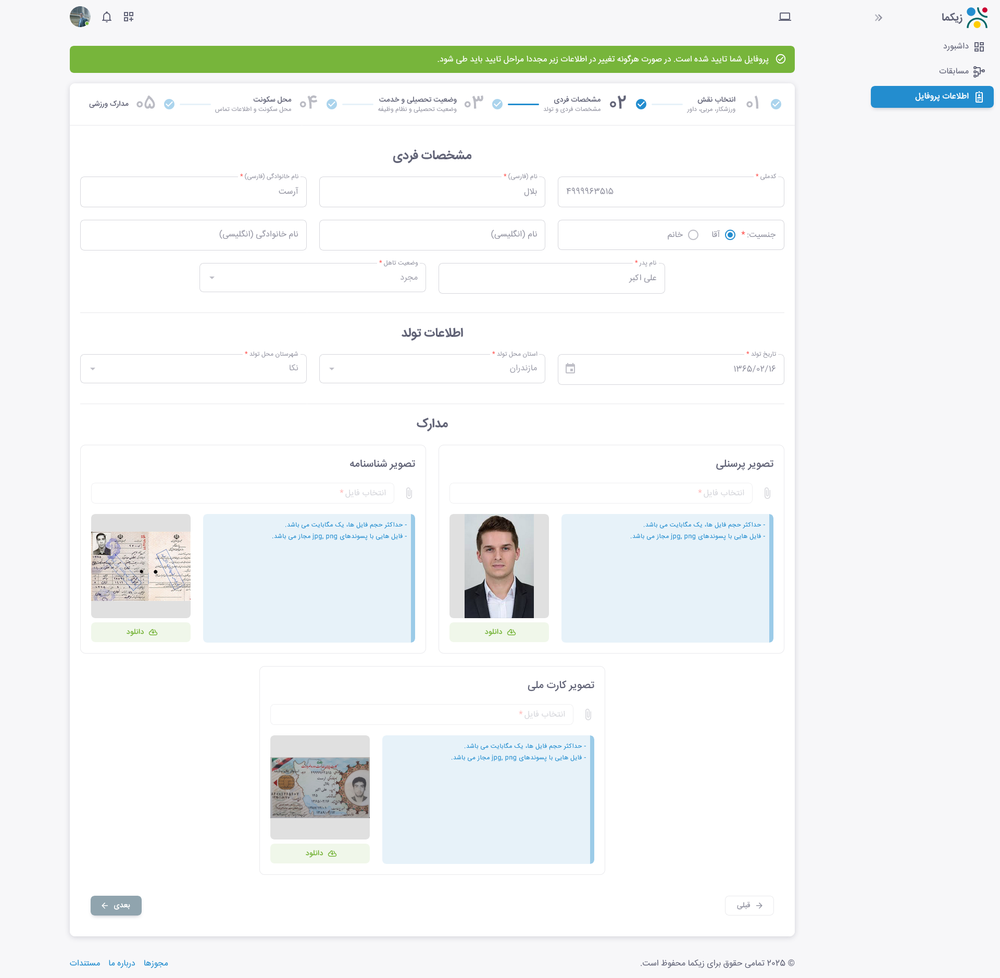 زیکما
داشبورد
مسابقات
اطلاعات پروفایل
پروفایل شما تایید شده است. در صورت هرگونه تغییر در اطلاعات زیر مجددا مراحل تایید باید طی شود.
۰۱
انتخاب نقش
ورزشکار، مربی، داور
۰۲
مشخصات فردی
مشخصات فردی و تولد
۰۳
وضعیت تحصیلی و خدمت
وضعیت تحصیلی و نظام وظیفه
۰۴
محل سکونت
محل سکونت و اطلاعات تماس
۰۵
مدارک ورزشی
مشخصات فردی
کدملی *
۴۹۹۹۹۶۳۵۱۵
نام (فارسی) *
بلال
نام خانوادگی (فارسی) *
آرست
جنسیت: * آقا خانم
نام (انگلیسی)
نام خانوادگی (انگلیسی)
نام پدر *
علی اکبر
وضعیت تاهل *
مجرد
اطلاعات تولد
تاریخ تولد *
۱۳۶۵/۰۲/۱۶
استان محل تولد *
مازندران
شهرستان محل تولد *
نکا
مدارک
تصویر پرسنلی
انتخاب فایل *
- حداکثر حجم فایل ها، یک مگابایت می باشد.
- فایل هایی با پسوندهای jpg, png مجاز می باشد.
دانلود
تصویر شناسنامه
انتخاب فایل *
- حداکثر حجم فایل ها، یک مگابایت می باشد.
- فایل هایی با پسوندهای jpg, png مجاز می باشد.
دانلود
تصویر کارت ملی
انتخاب فایل *
- حداکثر حجم فایل ها، یک مگابایت می باشد.
- فایل هایی با پسوندهای jpg, png مجاز می باشد.
کارت پایان خدمت دوره ضرورت
۴۹۹۹۹۶۳۵۱۵
بلال
علی اکبر
دانلود
قبلی
بعدی
© ۲۰۲۵ تمامی حقوق برای زیکما محفوظ است.
مجوزها
درباره ما
مستندات